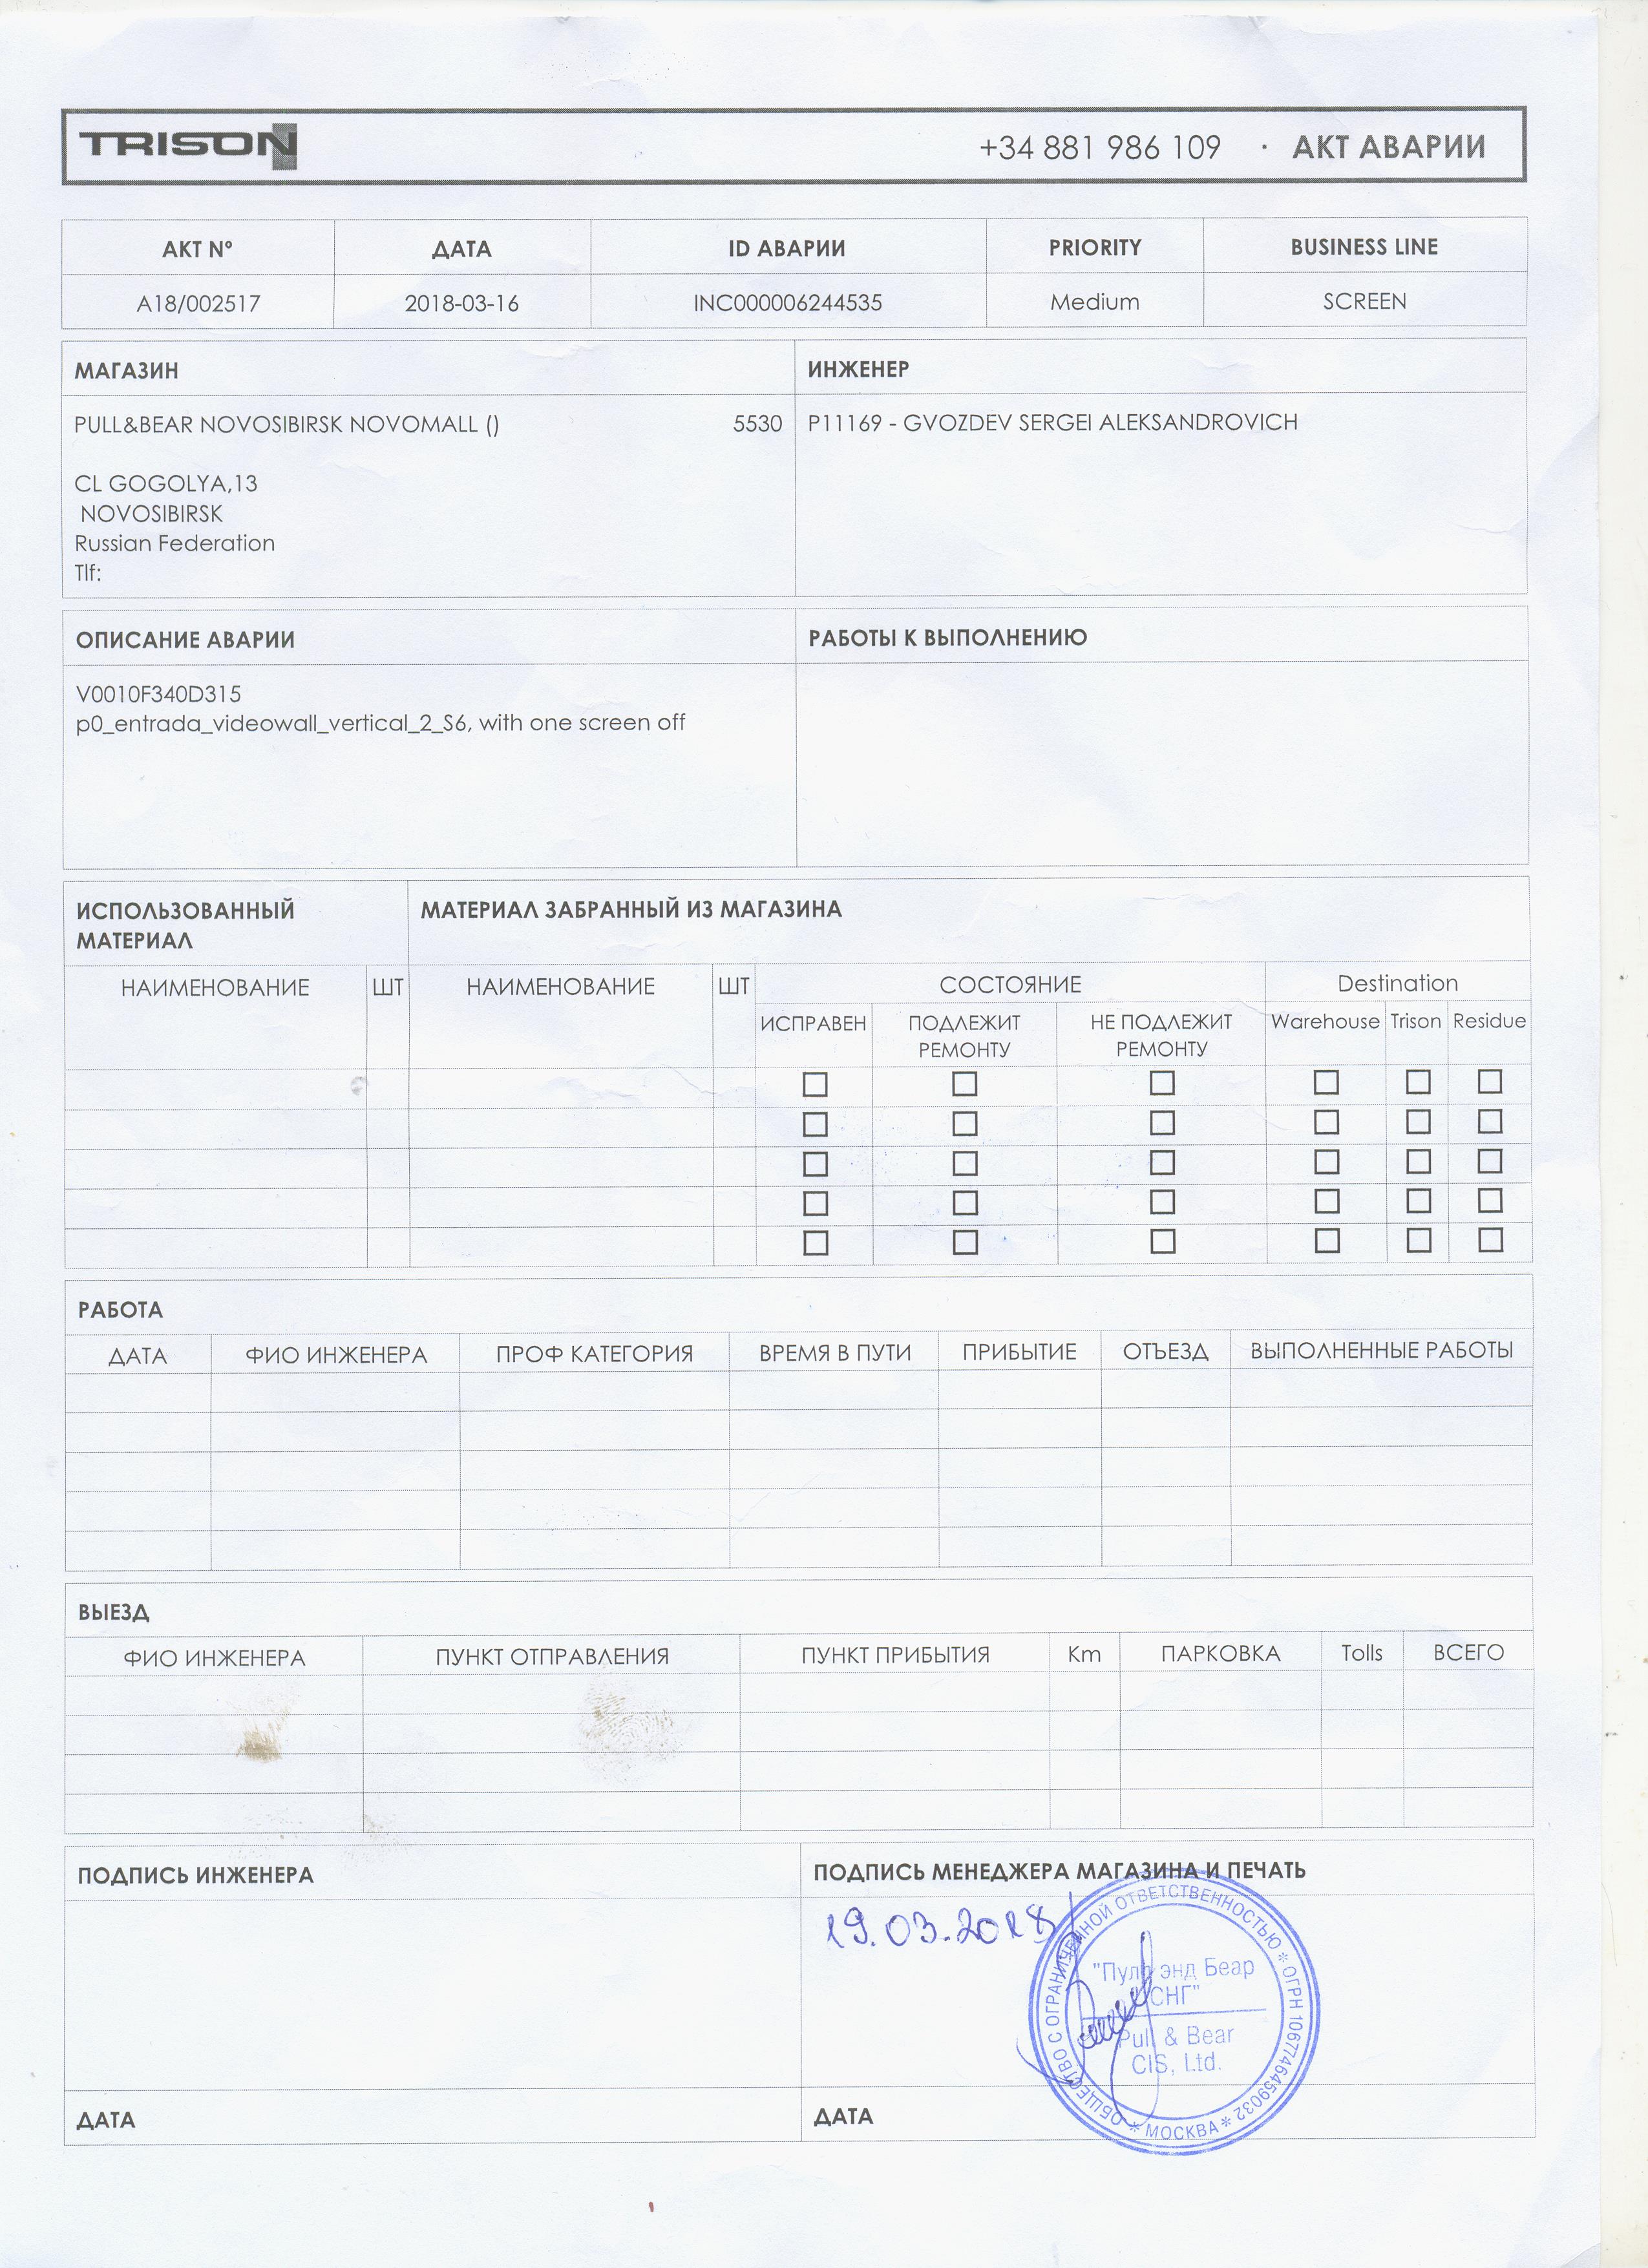 TRISON
+34 881 986 109 · АКТ АВАРИИ
АКТ Nº ДАТА ID АВАРИИ PRIORITY BUSINESS LINE
A18/002517 2018-03-16 INC000006244535 Medium SCREEN
МАГАЗИН
PULL&BEAR NOVOSIBIRSK NOVOMALL () 5530
CL GOGOLYA,13
NOVOSIBIRSK
Russian Federation
Tlf:
ИНЖЕНЕР
P11169 - GVOZDEV SERGEI ALEKSANDROVICH
ОПИСАНИЕ АВАРИИ
V0010F340D315
p0_entrada_videowall_vertical_2_S6, with one screen off
РАБОТЫ К ВЫПОЛНЕНИЮ
ИСПОЛЬЗОВАННЫЙ
МАТЕРИАЛ
МАТЕРИАЛ ЗАБРАННЫЙ ИЗ МАГАЗИНА
НАИМЕНОВАНИЕ ШТ НАИМЕНОВАНИЕ ШТ СОСТОЯНИЕ Destination
ИСПРАВЕН ПОДЛЕЖИТ НЕ ПОДЛЕЖИТ Warehouse Trison Residue
РЕМОНТУ РЕМОНТУ
РАБОТА
ДАТА ФИО ИНЖЕНЕРА ПРОФ КАТЕГОРИЯ ВРЕМЯ В ПУТИ ПРИБЫТИЕ ОТЪЕЗД ВЫПОЛНЕННЫЕ РАБОТЫ
ВЫЕЗД
ФИО ИНЖЕНЕРА ПУНКТ ОТПРАВЛЕНИЯ ПУНКТ ПРИБЫТИЯ Km ПАРКОВКА Tolls ВСЕГО
ПОДПИСЬ ИНЖЕНЕРА
ДАТА
ПОДПИСЬ МЕНЕДЖЕРА МАГАЗИНА И ПЕЧАТЬ
19.03.2018
ОБЩЕСТВО С ОГРАНИЧЕННОЙ ОТВЕТСТВЕННОСТЬЮ * ОГРН 1067746459032 * МОСКВА *
"Пулл энд Беар
СНГ"
Pull & Bear
CIS, Ltd.
ДАТА